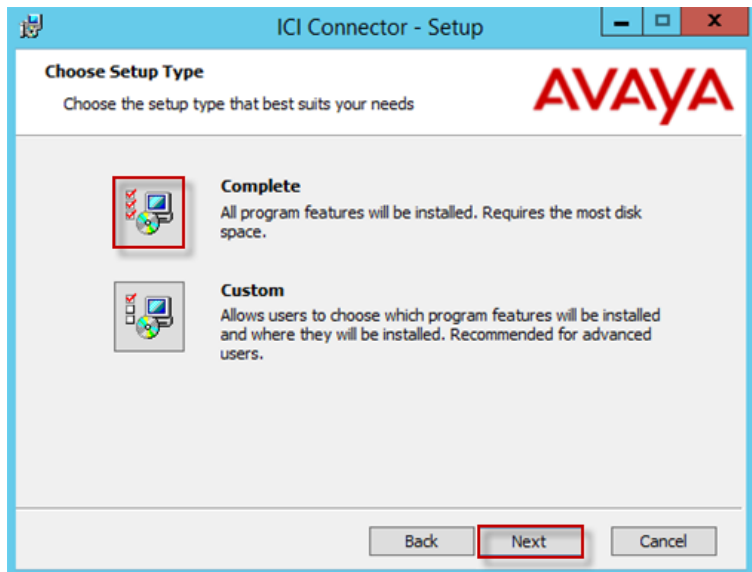 ICI Connector - Setup
Choose Setup Type
Choose the setup type that best suits your needs
AVAYA
Complete
All program features will be installed. Requires the most disk
space.
Custom
Allows users to choose which program features will be installed
and where they will be installed. Recommended for advanced
users.
Back
Next
Cancel